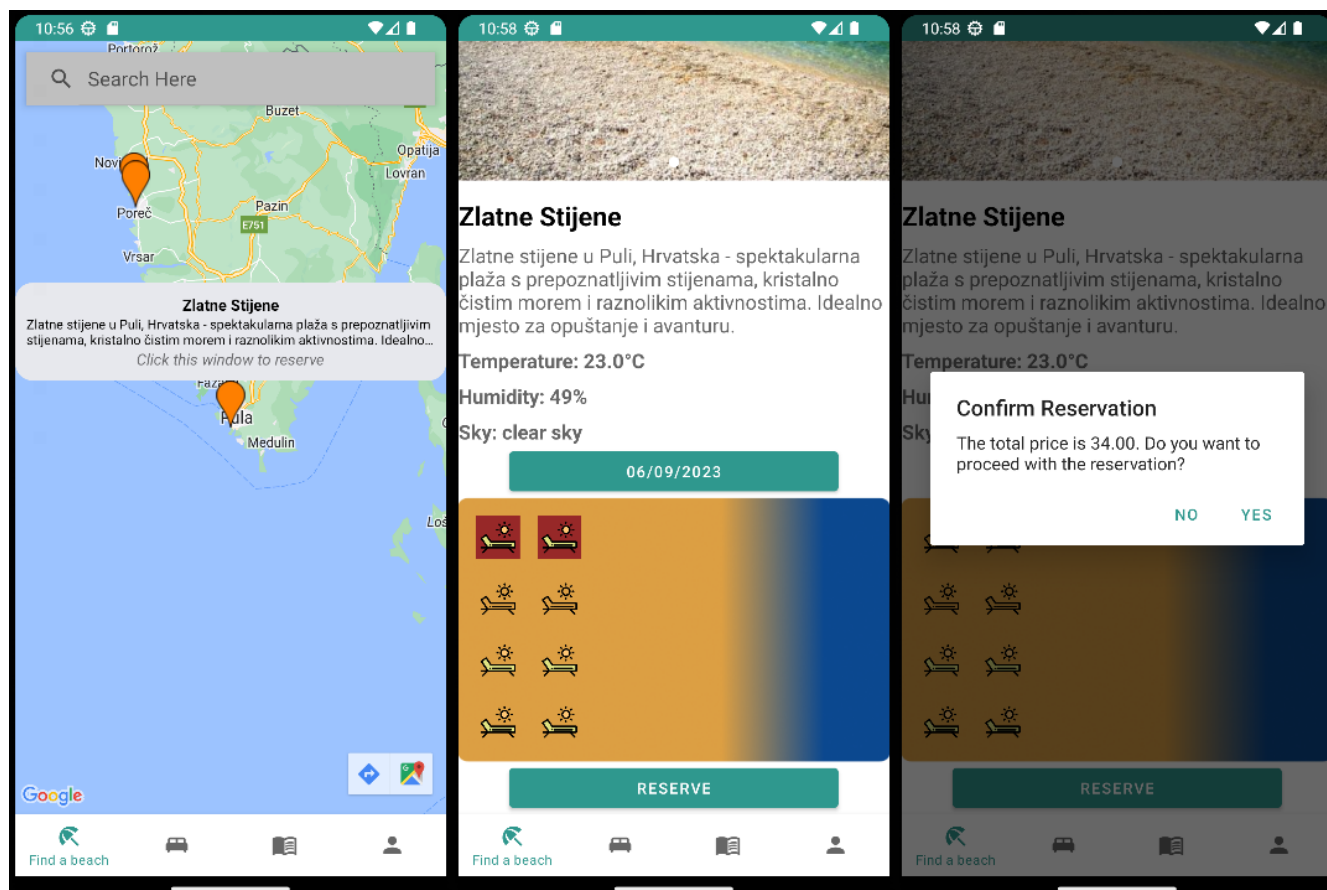 10:56
Search Here
Portorož
Buzet
Opatija
Lovran
Poreč
Pazin
E751
Vrsar
Zlatne Stijene
Zlatne stijene u Puli, Hrvatska - spektakularna plaža s prepoznatljivim
stijenama, kristalno čistim morem i raznolikim aktivnostima. Idealno...
Click this window to reserve
Pula
Medulin
Google
Find a beach
10:58
Zlatne Stijene
Zlatne stijene u Puli, Hrvatska - spektakularna
plaža s prepoznatljivim stijenama, kristalno
čistim morem i raznolikim aktivnostima. Idealno
mjesto za opuštanje i avanturu.
Temperature: 23.0°C
Humidity: 49%
Sky: clear sky
06/09/2023
RESERVE
Find a beach
10:58
Zlatne Stijene
Zlatne stijene u Puli, Hrvatska - spektakularna
plaža s prepoznatljivim stijenama, kristalno
čistim morem i raznolikim aktivnostima. Idealno
mjesto za opuštanje i avanturu.
Temperature: 23.0°C
Hu
Sky
Confirm Reservation
The total price is 34.00. Do you want to
proceed with the reservation?
NO YES
RESERVE
Find a beach